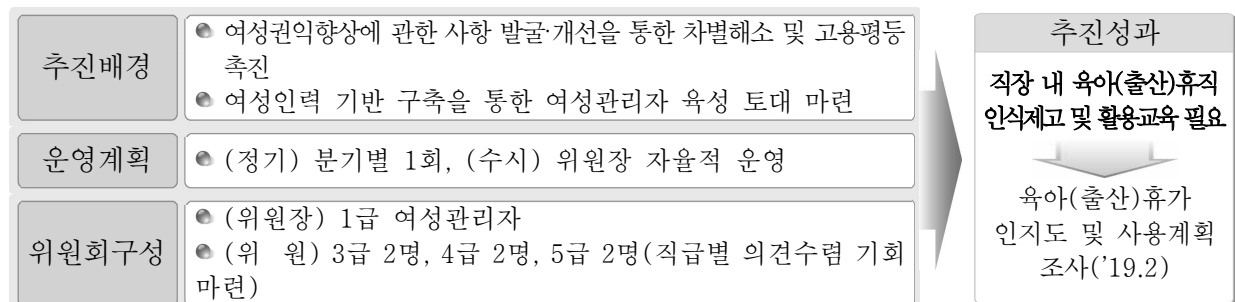 추진배경
여성권익향상에 관한 사항 발굴·개선을 통한 차별해소 및 고용평등
촉진
여성인력 기반 구축을 통한 여성관리자 육성 토대 마련
운영계획
(정기) 분기별 1회, (수시) 위원장 자율적 운영
위원회구성
(위원장) 1급 여성관리자
(위 원) 3급 2명, 4급 2명, 5급 2명(직급별 의견수렴 기회
마련)
추진성과
직장 내 육아(출산)휴직
인식제고 및 활용교육 필요
육아(출산)휴가
인지도 및 사용계획
조사('19.2)